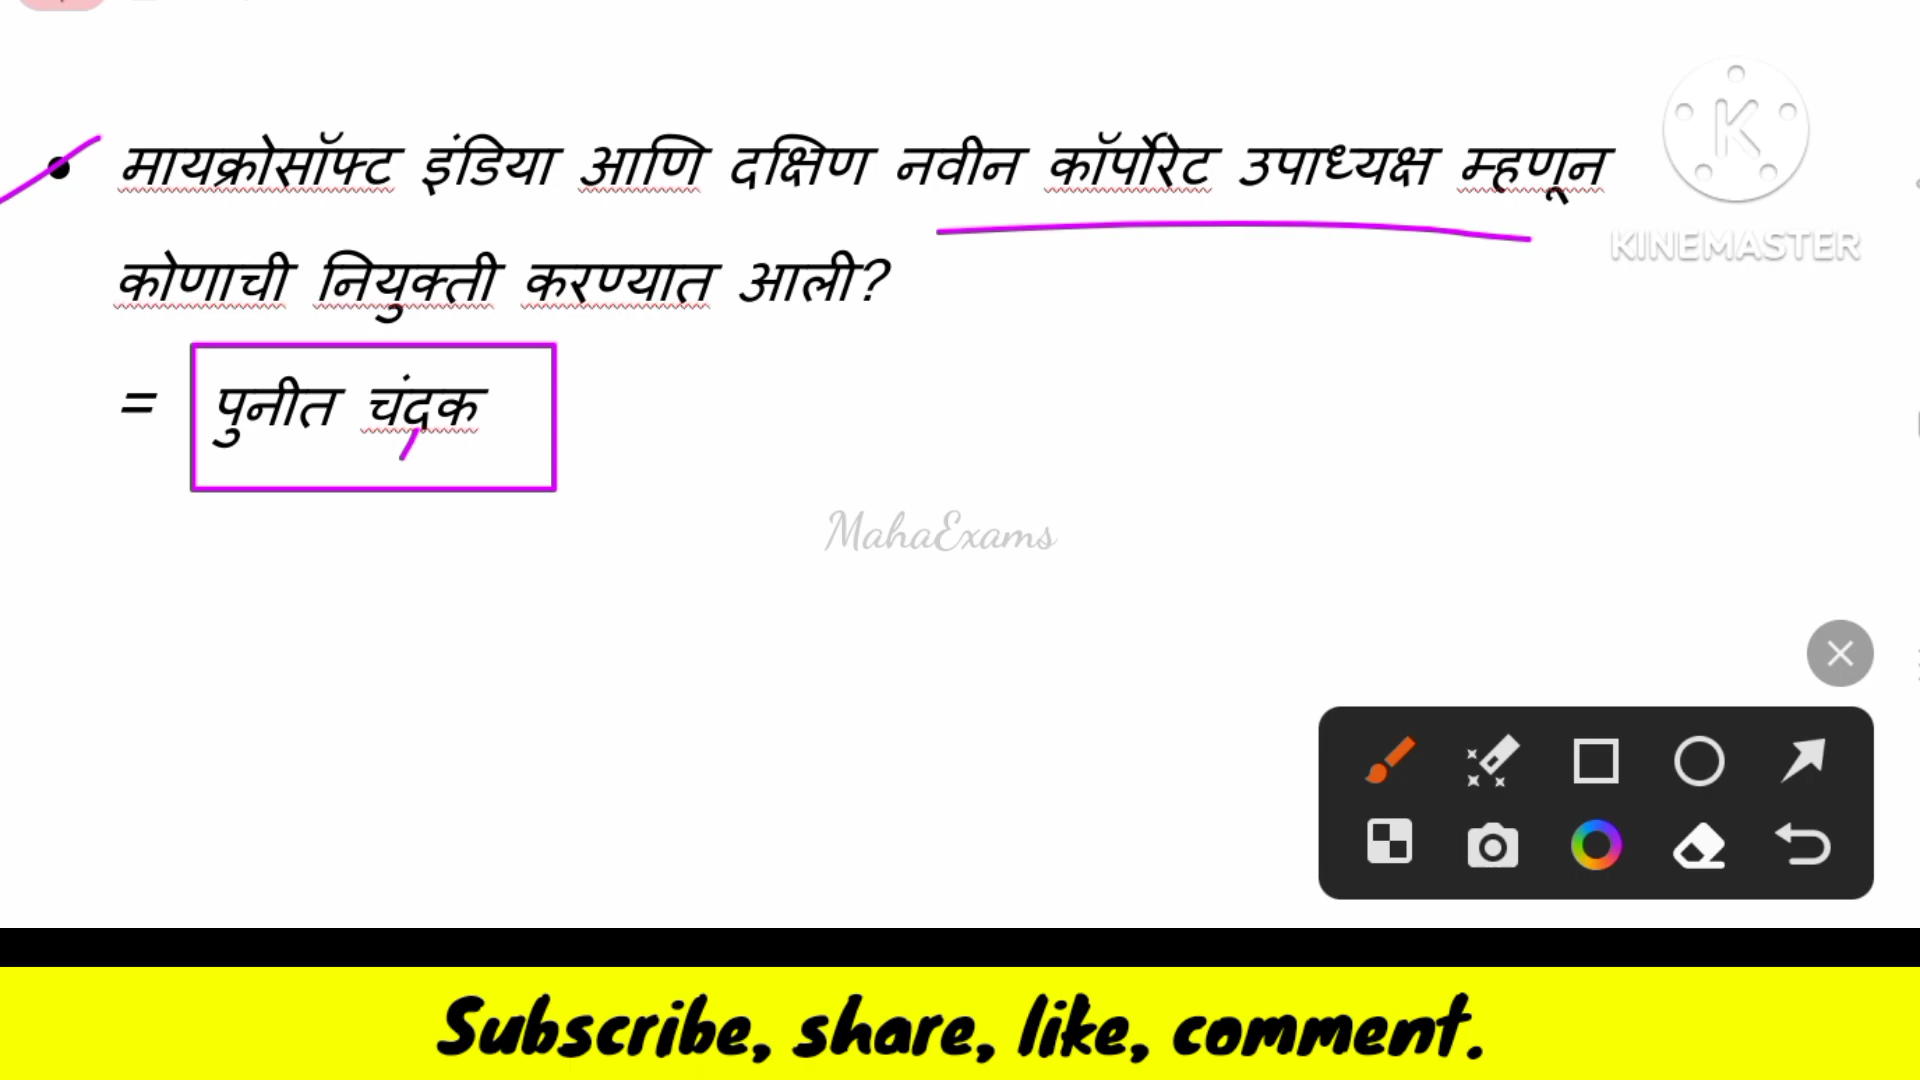 मायक्रोसॉफ्ट इंडिया आणि दक्षिण नवीन कॉर्पोरेट उपाध्यक्ष म्हणून
कोणाची नियुक्ती करण्यात आली?
= पुनीत चंदक
KINEMASTER
MahaExams
Subscribe, share, like, comment.